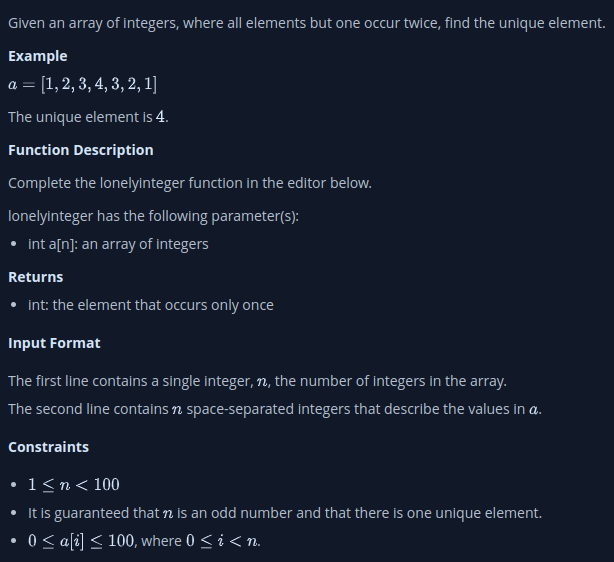 Given an array of integers, where all elements but one occur twice, find the unique element.
Example
a = [1, 2, 3, 4, 3, 2, 1]
The unique element is 4.
Function Description
Complete the lonelyinteger function in the editor below.
lonelyinteger has the following parameter(s):
• int a[n]: an array of integers
Returns
• int: the element that occurs only once
Input Format
The first line contains a single integer, n, the number of integers in the array.
The second line contains n space-separated integers that describe the values in a.
Constraints
• 1 ≤ n < 100
• It is guaranteed that n is an odd number and that there is one unique element.
• 0 ≤ a[i] ≤ 100, where 0 ≤ i < n.